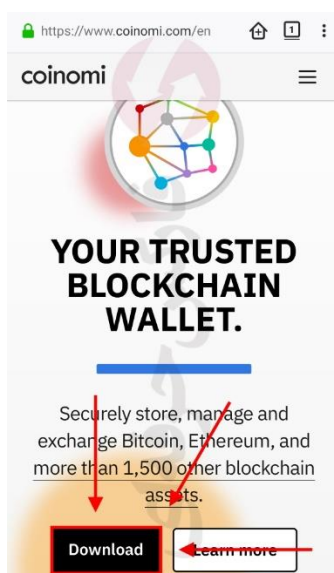 https://www.coinomi.com/en
1
coinomi
YOUR TRUSTED
BLOCKCHAIN
WALLET.
Securely store, manage and
exchange Bitcoin, Ethereum, and
more than 1,500 other blockchain
assets.
Download
Learn more